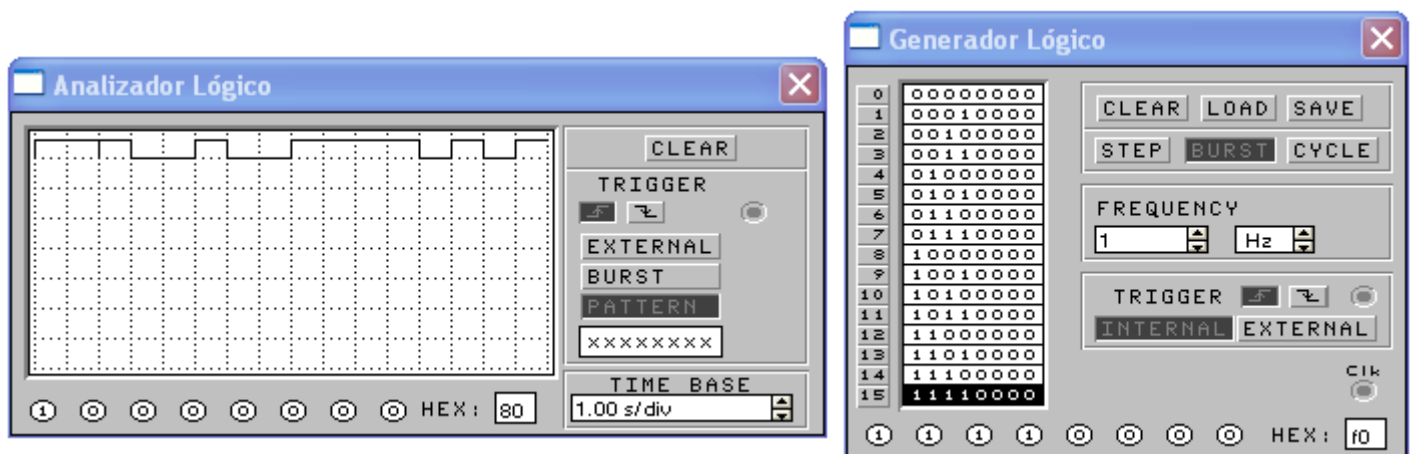 Analizador Lógico
CLEAR
TRIGGER
EXTERNAL
BURST
PATTERN
xxxxxxxx
TIME BASE
1.00 s/div
1 0 0 0 0 0 0 0 HEX: 80
Generador Lógico
0 00000000
1 00010000
2 00100000
3 00110000
4 01000000
5 01010000
6 01100000
7 01110000
8 10000000
9 10010000
10 10100000
11 10110000
12 11000000
13 11010000
14 11100000
15 11110000
CLEAR LOAD SAVE
STEP BURST CYCLE
FREQUENCY
1 Hz
TRIGGER
INTERNAL EXTERNAL
Clk
1 1 1 1 0 0 0 0 HEX: f0